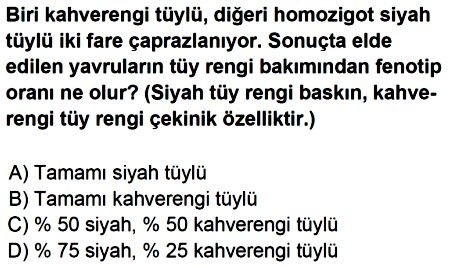 Biri kahverengi tüylü, diğeri homozigot siyah
tüylü iki fare çaprazlanıyor. Sonuçta elde
edilen yavruların tüy rengi bakımından fenotip
oranı ne olur? (Siyah tüy rengi baskın, kahve-
rengi tüy rengi çekinik özelliktir.)
A) Tamamı siyah tüylü
B) Tamamı kahverengi tüylü
C) % 50 siyah, % 50 kahverengi tüylü
D) % 75 siyah, % 25 kahverengi tüylü